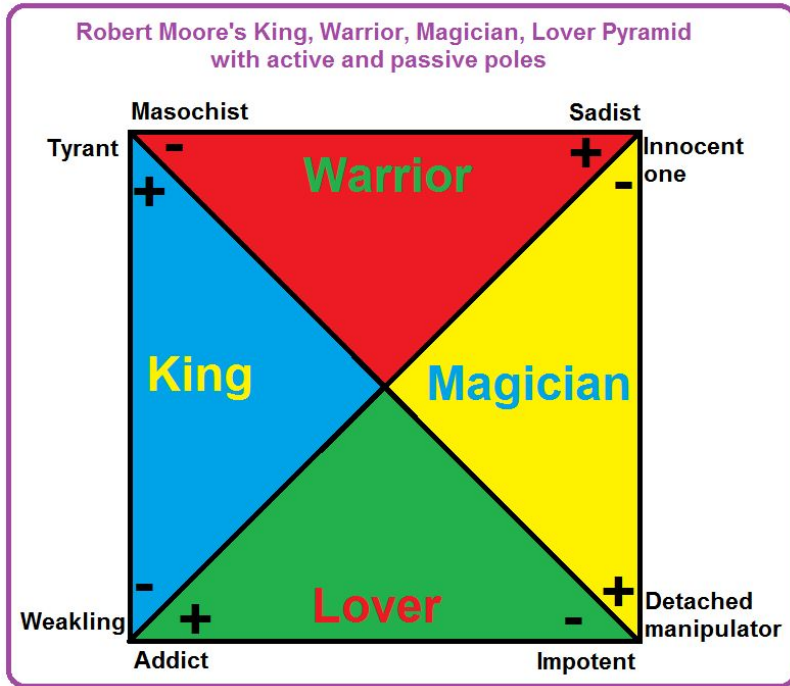 Robert Moore's King, Warrior, Magician, Lover Pyramid
with active and passive poles
Masochist
Sadist
Tyrant
-
+
Innocent
one
+
-
Warrior
King
Magician
-
+
Weakling
+
Lover
-
Detached
manipulator
Addict
Impotent